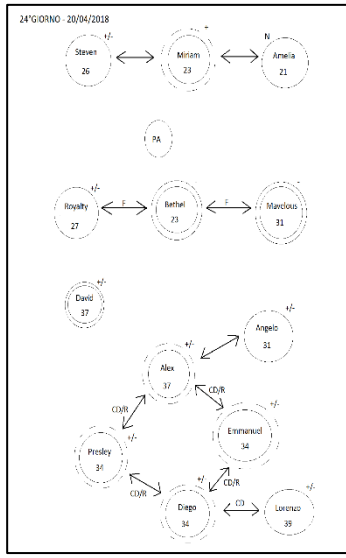 24°GIORNO - 20/04/2018
+/- + N
Steven Miriam Amelia
26 23 21
PA
+/- -
Royalty F Bethel F Mavelous
27 23 31
+/-
David
37
+/- +/-
Alex Angelo
37 31
CD/R CD/R
+/- +/-
Presley Emmanuel
34 34
CD/R +/- - CD/R +/-
Diego CD Lorenzo
34 39